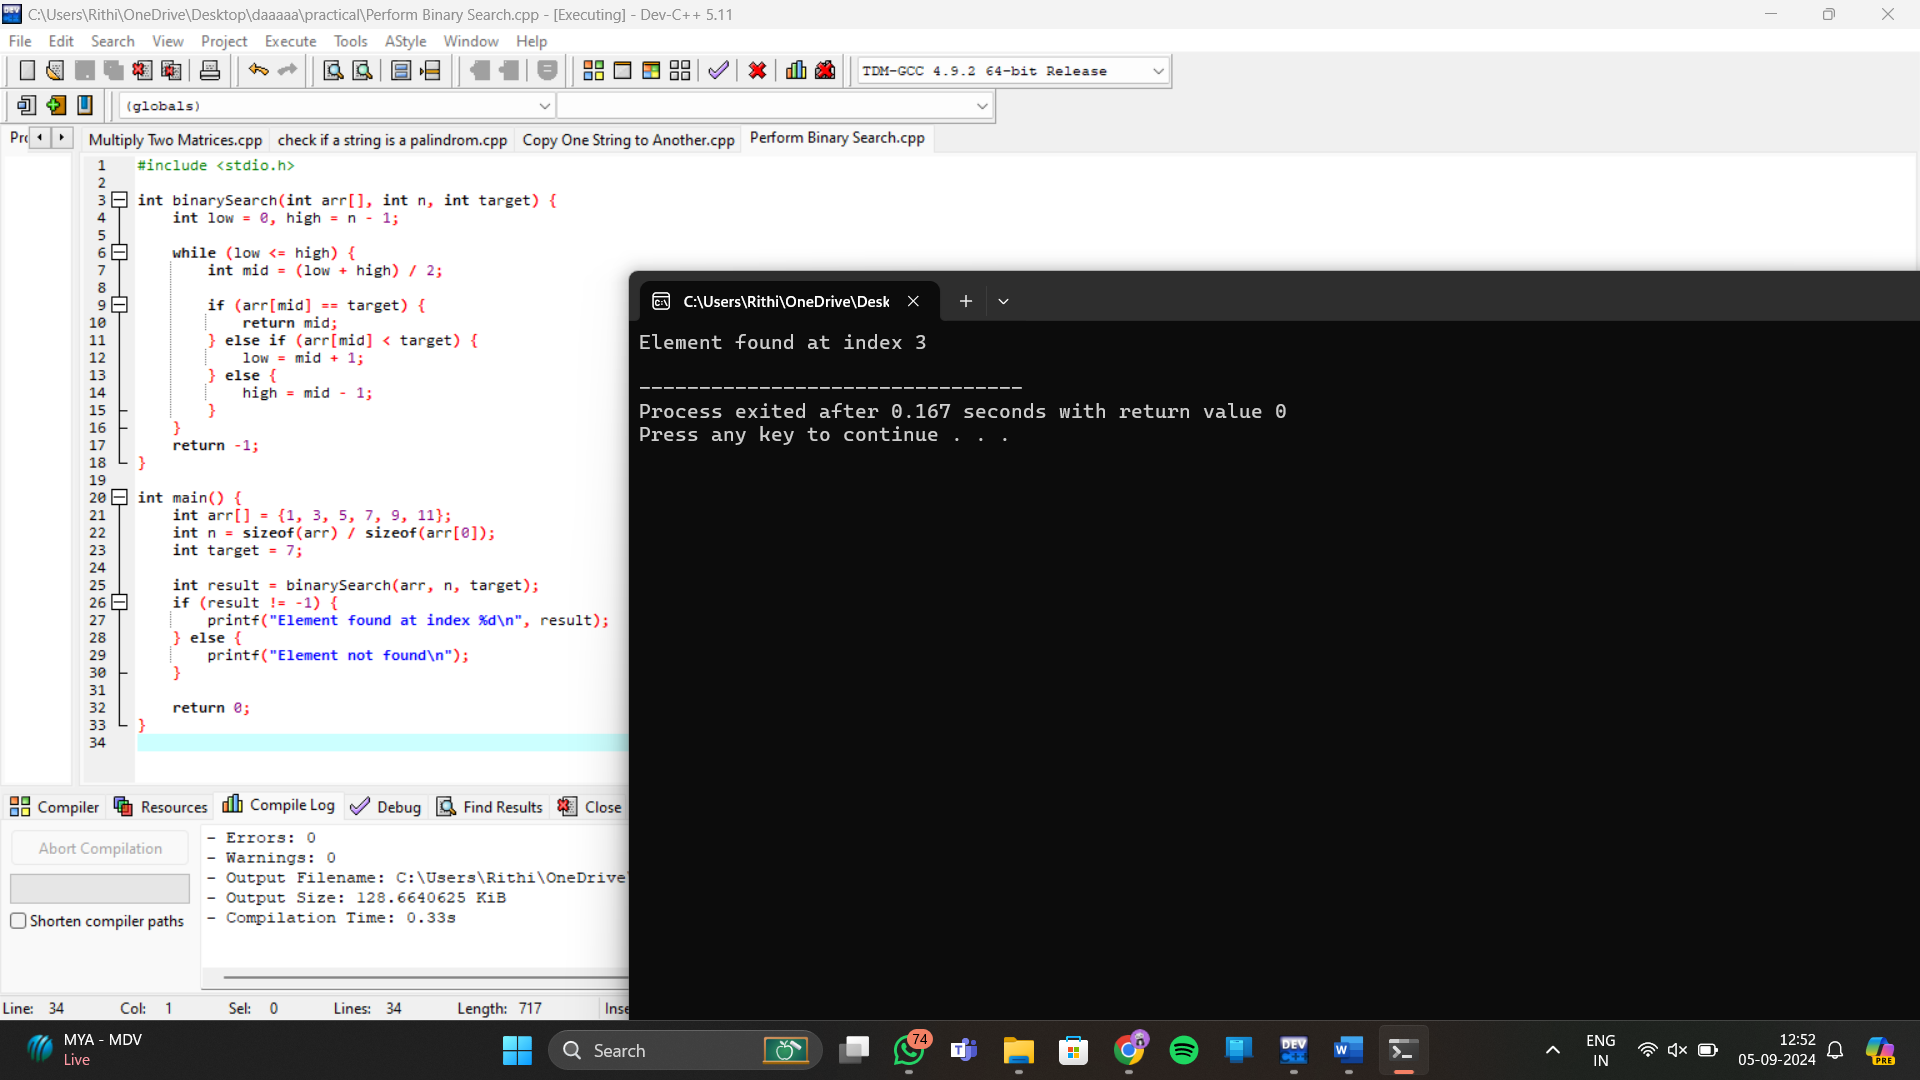 C:\Users\Rithi\OneDrive\Desktop\daaaaa\practical\Perform Binary Search.cpp - [Executing] - Dev-C++ 5.11
File Edit Search View Project Execute Tools AStyle Window Help
TDM-GCC 4.9.2 64-bit Release
(globals)
Multiply Two Matrices.cpp check if a string is a palindrom.cpp Copy One String to Another.cpp Perform Binary Search.cpp
1 #include <stdio.h>
2
3 int binarySearch(int arr[], int n, int target) {
4 int low = 0, high = n - 1;
5
6 while (low <= high) {
7 int mid = (low + high) / 2;
8
9 if (arr[mid] == target) {
10 return mid;
11 } else if (arr[mid] < target) {
12 low = mid + 1;
13 } else {
14 high = mid - 1;
15 }
16 }
17 return -1;
18 }
19
20 int main() {
21 int arr[] = {1, 3, 5, 7, 9, 11};
22 int n = sizeof(arr) / sizeof(arr[0]);
23 int target = 7;
24
25 int result = binarySearch(arr, n, target);
26 if (result != -1) {
27 printf("Element found at index %d\n", result);
28 } else {
29 printf("Element not found\n");
30 }
31
32 return 0;
33 }
34
C:\Users\Rithi\OneDrive\Desk
Element found at index 3
--------------------------------
Process exited after 0.167 seconds with return value 0
Press any key to continue . . .
Compiler Resources Compile Log Debug Find Results Close
Abort Compilation
Shorten compiler paths
- Errors: 0
- Warnings: 0
- Output Filename: C:\Users\Rithi\OneDrive
- Output Size: 128.6640625 KiB
- Compilation Time: 0.33s
Line: 34 Col: 1 Sel: 0 Lines: 34 Length: 717 Inse
MYA - MDV
Live
Search
74
DEV
ENG
IN
12:52
05-09-2024
PRE